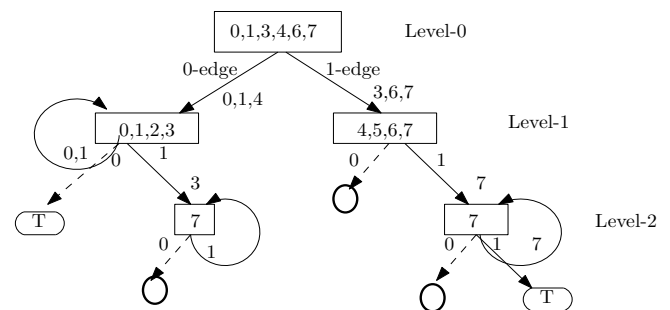 0,1,3,4,6,7
Level-0
0-edge
1-edge
0,1,4
3,6,7
0,1,2,3
4,5,6,7
Level-1
0,1
0
1
0
1
3
7
T
7
7
Level-2
0
1
0
1
7
T